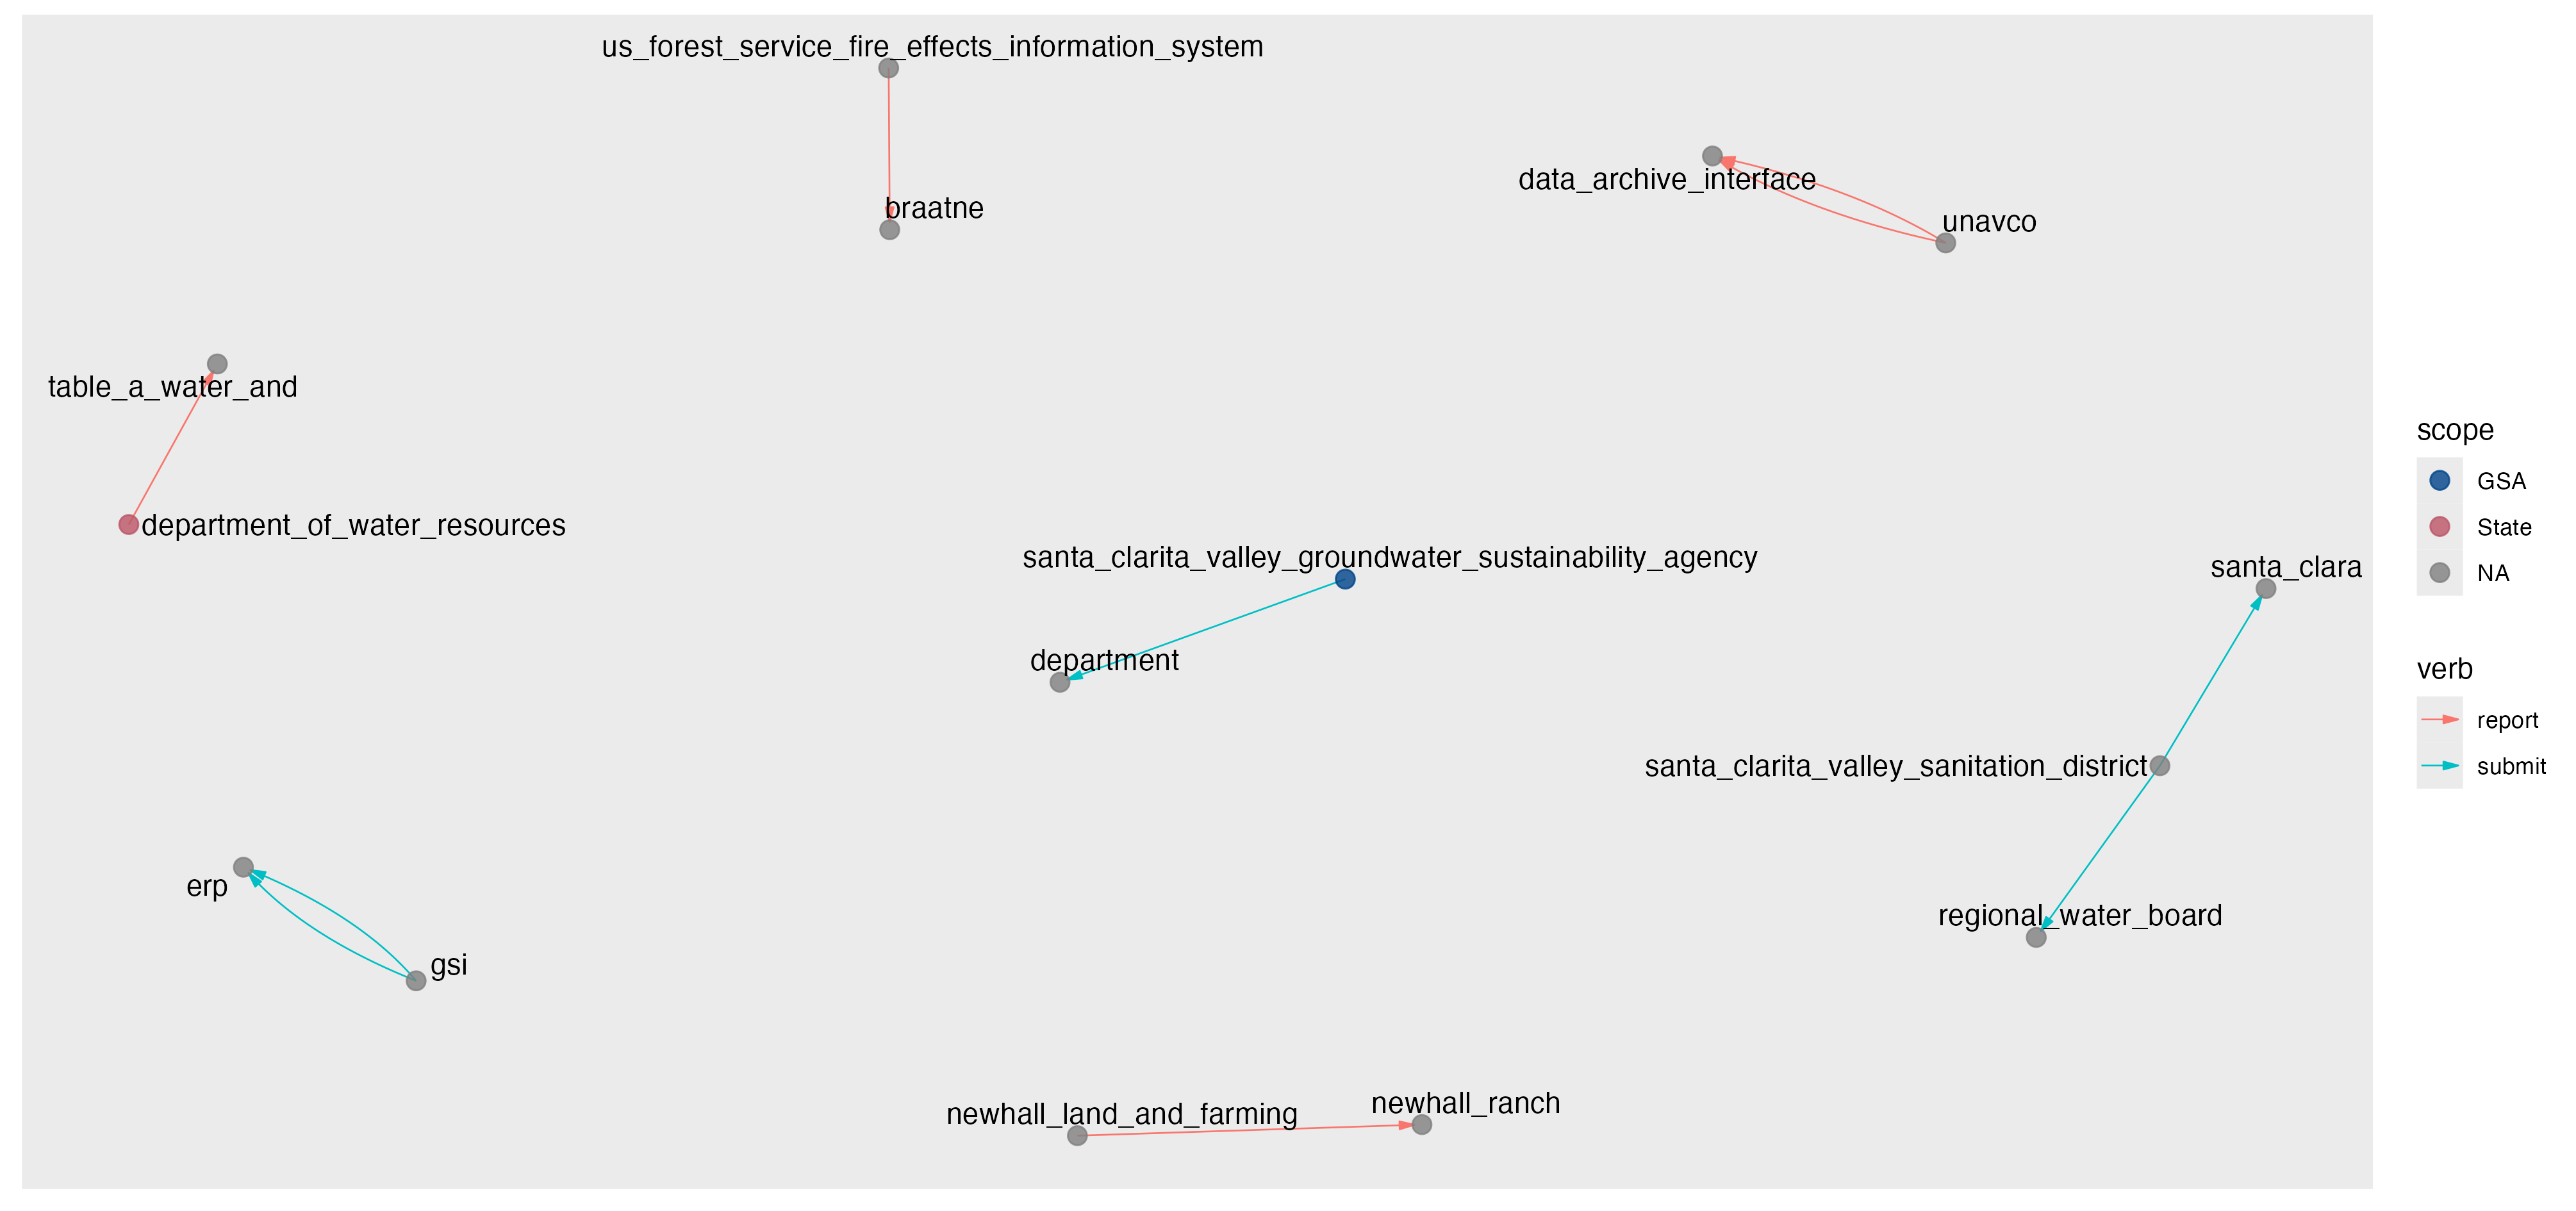 us_forest_service_fire_effects_information_system
data_archive_interface
braatne
unavco
table_a_water_and
department_of_water_resources
santa_clarita_valley_groundwater_sustainability_agency
santa_clara
department
santa_clarita_valley_sanitation_district
erp
regional_water_board
gsi
newhall_land_and_farming
newhall_ranch
scope
GSA
State
NA
verb
report
submit